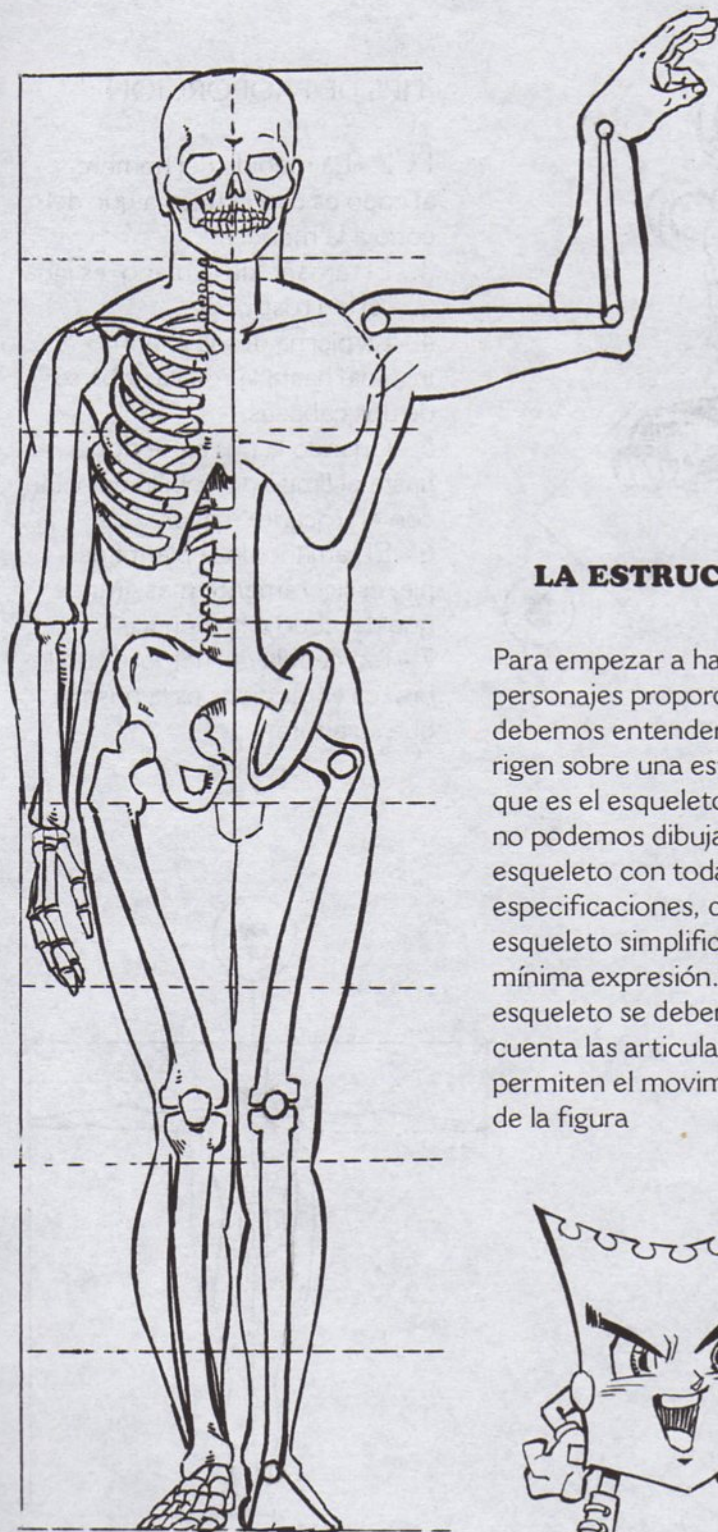 LA ESTRUC
Para empezar a ha
personajes proporc
debemos entender
rigen sobre una es
que es el esqueleto
no podemos dibuja
esqueleto con toda
especificaciones, c
esqueleto simplific
mínima expresión.
esqueleto se deber
cuenta las articula
permiten el movim
de la figura